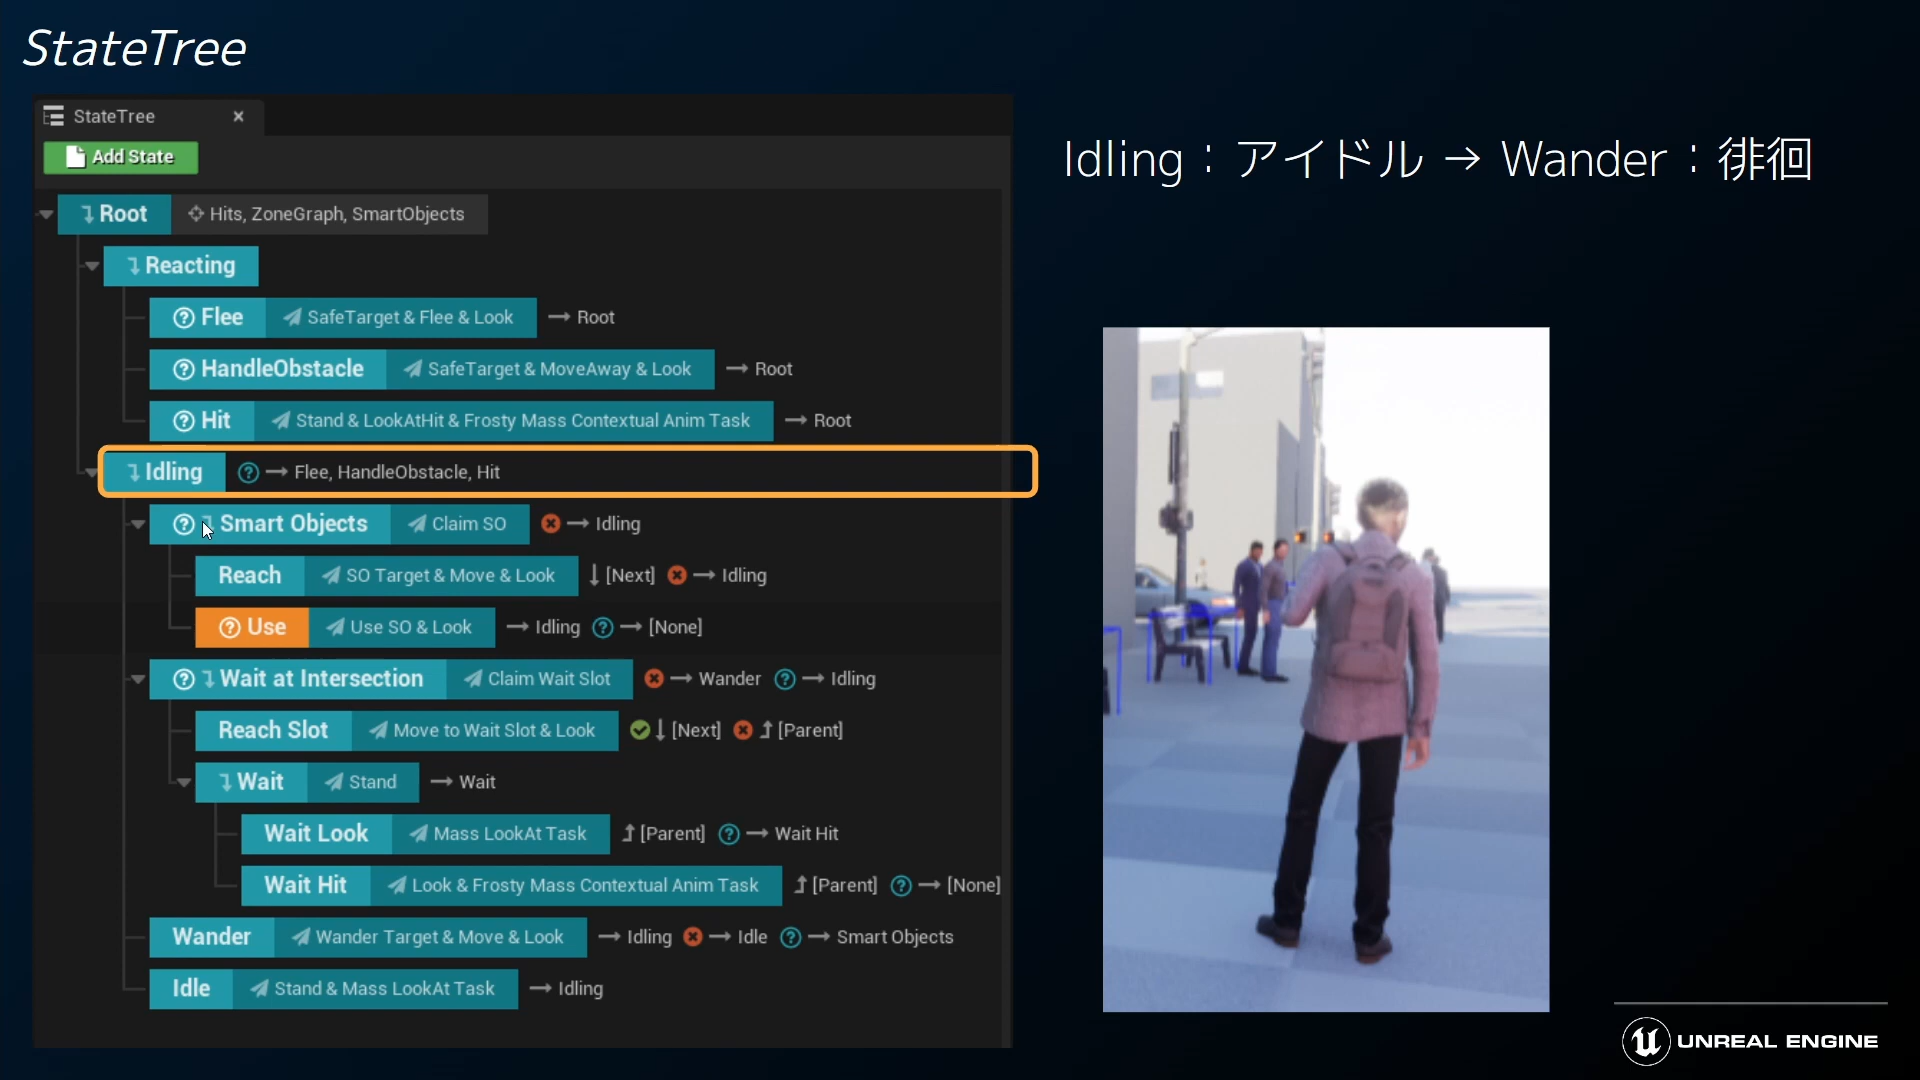 StateTree
StateTree ×
Add State
Root Hits, ZoneGraph, SmartObjects
Reacting
Flee SafeTarget & Flee & Look → Root
HandleObstacle SafeTarget & MoveAway & Look → Root
Hit Stand & LookAtHit & Frosty Mass Contextual Anim Task → Root
Idling → Flee, HandleObstacle, Hit
Smart Objects Claim SO → Idling
Reach SO Target & Move & Look ↓ [Next] → Idling
Use Use SO & Look → Idling → [None]
Wait at Intersection Claim Wait Slot → Wander → Idling
Reach Slot Move to Wait Slot & Look ↓ [Next] [Parent]
Wait Stand → Wait
Wait Look Mass LookAt Task [Parent] → Wait Hit
Wait Hit Look & Frosty Mass Contextual Anim Task [Parent] → [None]
Wander Wander Target & Move & Look → Idling → Idle → Smart Objects
Idle Stand & Mass LookAt Task → Idling
Idling：アイドル → Wander：徘徊
UNREAL ENGINE